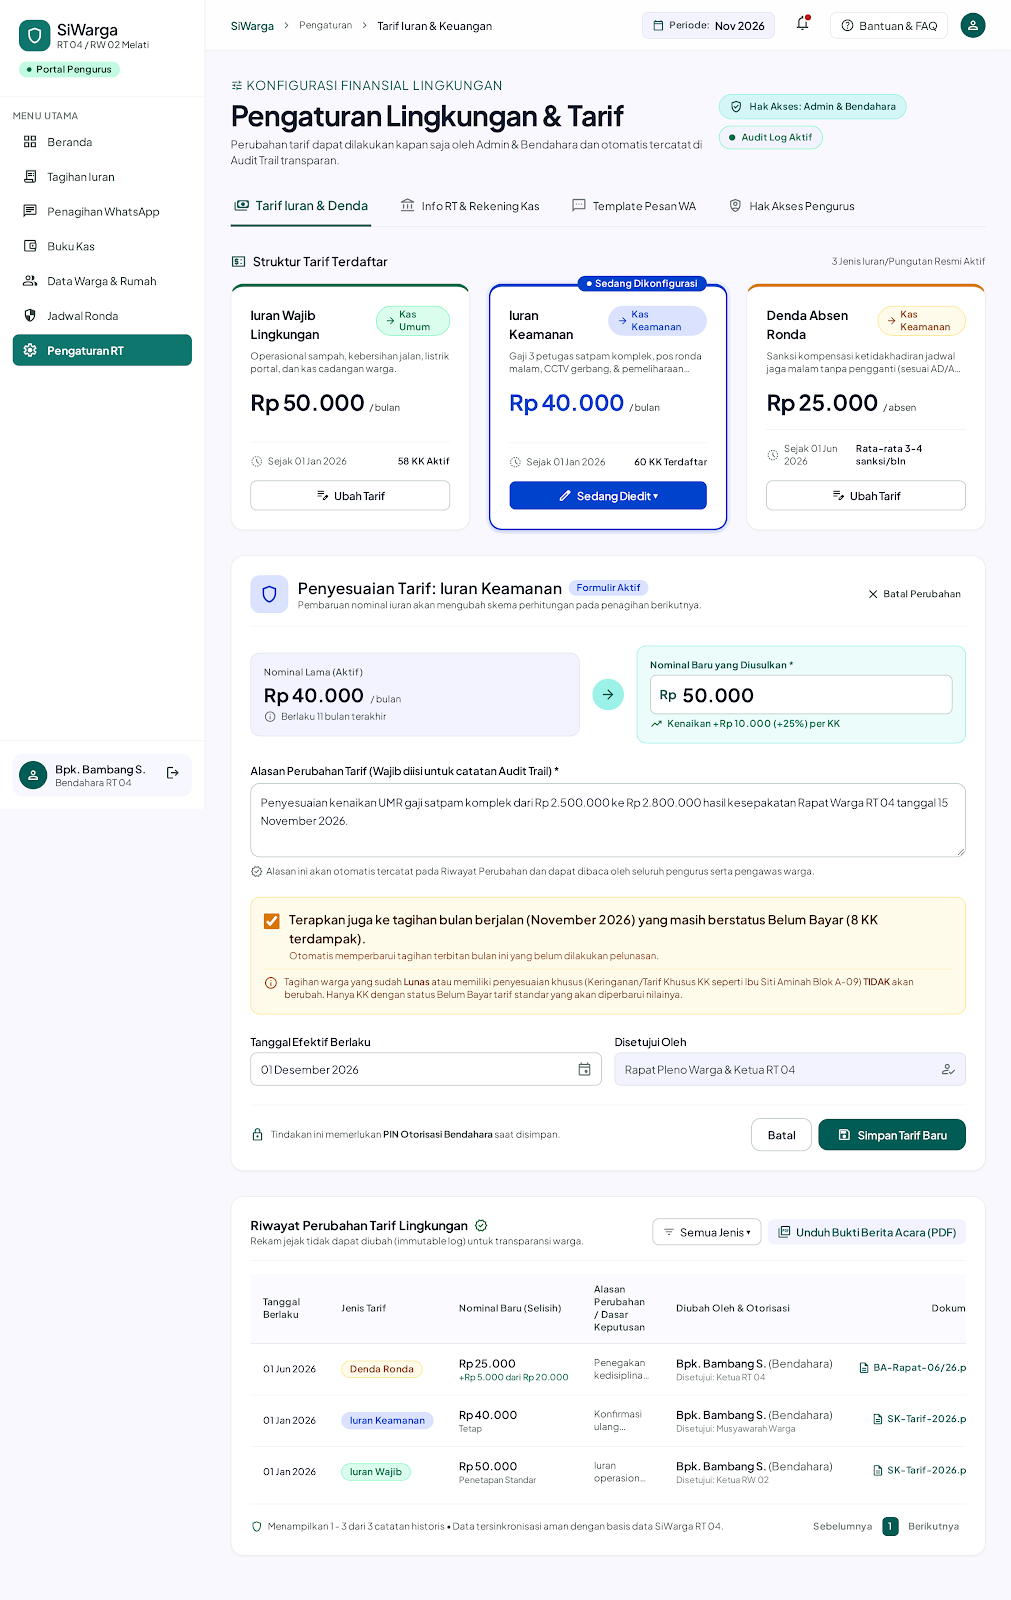 SiWarga
RT 04 / RW 02 Melati
Portal Pengurus
MENU UTAMA
Beranda
Tagihan Iuran
Penagihan WhatsApp
Buku Kas
Data Warga & Rumah
Jadwal Ronda
Pengaturan RT
Bpk. Bambang S.
Bendahara RT 04
SiWarga > Pengaturan > Tarif Iuran & Keuangan
Periode: Nov 2026
Bantuan & FAQ
KONFIGURASI FINANSIAL LINGKUNGAN
Pengaturan Lingkungan & Tarif
Perubahan tarif dapat dilakukan kapan saja oleh Admin & Bendahara dan otomatis tercatat di
Audit Trail transparan.
Hak Akses: Admin & Bendahara
Audit Log Aktif
Tarif Iuran & Denda
Info RT & Rekening Kas
Template Pesan WA
Hak Akses Pengurus
Struktur Tarif Terdaftar
3 Jenis Iuran/Pungutan Resmi Aktif
Iuran Wajib
Lingkungan
→ Kas
Umum
Operasional sampah, kebersihan jalan, listrik
portal, dan kas cadangan warga.
Rp 50.000 /bulan
Sejak 01 Jan 2026
58 KK Aktif
Ubah Tarif
Sedang Dikonfigurasi
Iuran
Keamanan
→ Kas
Keamanan
Gaji 3 petugas satpam komplek, pos ronda
malam, CCTV gerbang, & pemeliharaan...
Rp 40.000 /bulan
Sejak 01 Jan 2026
60 KK Terdaftar
Sedang Diedit ▾
Denda Absen
Ronda
→ Kas
Keamanan
Sanksi kompensasi ketidakhadiran jadwal
jaga malam tanpa pengganti (sesuai AD/A...
Rp 25.000 /absen
Sejak 01 Jun
2026
Rata-rata 3-4
sanksi/bln
Ubah Tarif
Penyesuaian Tarif: Iuran Keamanan
Formulir Aktif
Pembaruan nominal iuran akan mengubah skema perhitungan pada penagihan berikutnya.
Batal Perubahan
Nominal Lama (Aktif)
Rp 40.000 /bulan
Berlaku 11 bulan terakhir
Nominal Baru yang Diusulkan *
Rp 50.000
Kenaikan +Rp 10.000 (+25%) per KK
Alasan Perubahan Tarif (Wajib diisi untuk catatan Audit Trail) *
Penyesuaian kenaikan UMR gaji satpam komplek dari Rp 2.500.000 ke Rp 2.800.000 hasil kesepakatan Rapat Warga RT 04 tanggal 15
November 2026.
Alasan ini akan otomatis tercatat pada Riwayat Perubahan dan dapat dibaca oleh seluruh pengurus serta pengawas warga.
Terapkan juga ke tagihan bulan berjalan (November 2026) yang masih berstatus Belum Bayar (8 KK
terdampak).
Otomatis memperbarui tagihan terbitan bulan ini yang belum dilakukan pelunasan.
Tagihan warga yang sudah Lunas atau memiliki penyesuaian khusus (Keringanan/Tarif Khusus KK seperti Ibu Siti Aminah Blok A-09) TIDAK akan
berubah. Hanya KK dengan status Belum Bayar tarif standar yang akan diperbarui nilainya.
Tanggal Efektif Berlaku
01 Desember 2026
Disetujui Oleh
Rapat Pleno Warga & Ketua RT 04
Tindakan ini memerlukan PIN Otorisasi Bendahara saat disimpan.
Batal
Simpan Tarif Baru
Riwayat Perubahan Tarif Lingkungan
Rekam jejak tidak dapat diubah (immutable log) untuk transparansi warga.
Semua Jenis ▾
Unduh Bukti Berita Acara (PDF)
Tanggal
Berlaku
Jenis Tarif
Nominal Baru (Selisih)
Alasan
Perubahan
/ Dasar
Keputusan
Diubah Oleh & Otorisasi
Dokum
01 Jun 2026
Denda Ronda
Rp 25.000
+Rp 5.000 dari Rp 20.000
Penegakan
kedisiplina...
Bpk. Bambang S. (Bendahara)
Disetujui: Ketua RT 04
BA-Rapat-06/26.p
01 Jan 2026
Iuran Keamanan
Rp 40.000
Tetap
Konfirmasi
ulang...
Bpk. Bambang S. (Bendahara)
Disetujui: Musyawarah Warga
SK-Tarif-2026.p
01 Jan 2026
Iuran Wajib
Rp 50.000
Penetapan Standar
Iuran
operasion...
Bpk. Bambang S. (Bendahara)
Disetujui: Ketua RW 02
SK-Tarif-2026.p
Menampilkan 1 - 3 dari 3 catatan historis • Data tersinkronisasi aman dengan basis data SiWarga RT 04.
Sebelumnya 1 Berikutnya